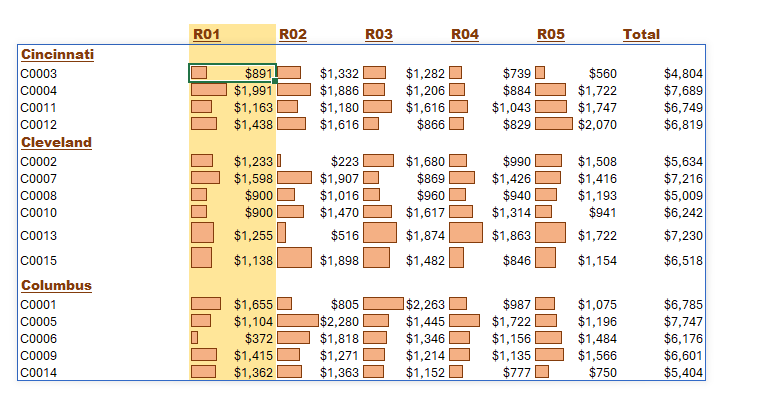 R01 R02 R03 R04 R05 Total
Cincinnati
C0003 $891 $1,332 $1,282 $739 $560 $4,804
C0004 $1,991 $1,886 $1,206 $884 $1,722 $7,689
C0011 $1,163 $1,180 $1,616 $1,043 $1,747 $6,749
C0012 $1,438 $1,616 $866 $829 $2,070 $6,819
Cleveland
C0002 $1,233 $223 $1,680 $990 $1,508 $5,634
C0007 $1,598 $1,907 $869 $1,426 $1,416 $7,216
C0008 $900 $1,016 $960 $940 $1,193 $5,009
C0010 $900 $1,470 $1,617 $1,314 $941 $6,242
C0013 $1,255 $516 $1,874 $1,863 $1,722 $7,230
C0015 $1,138 $1,898 $1,482 $846 $1,154 $6,518
Columbus
C0001 $1,655 $805 $2,263 $987 $1,075 $6,785
C0005 $1,104 $2,280 $1,445 $1,722 $1,196 $7,747
C0006 $372 $1,818 $1,346 $1,156 $1,484 $6,176
C0009 $1,415 $1,271 $1,214 $1,135 $1,566 $6,601
C0014 $1,362 $1,363 $1,152 $777 $750 $5,404